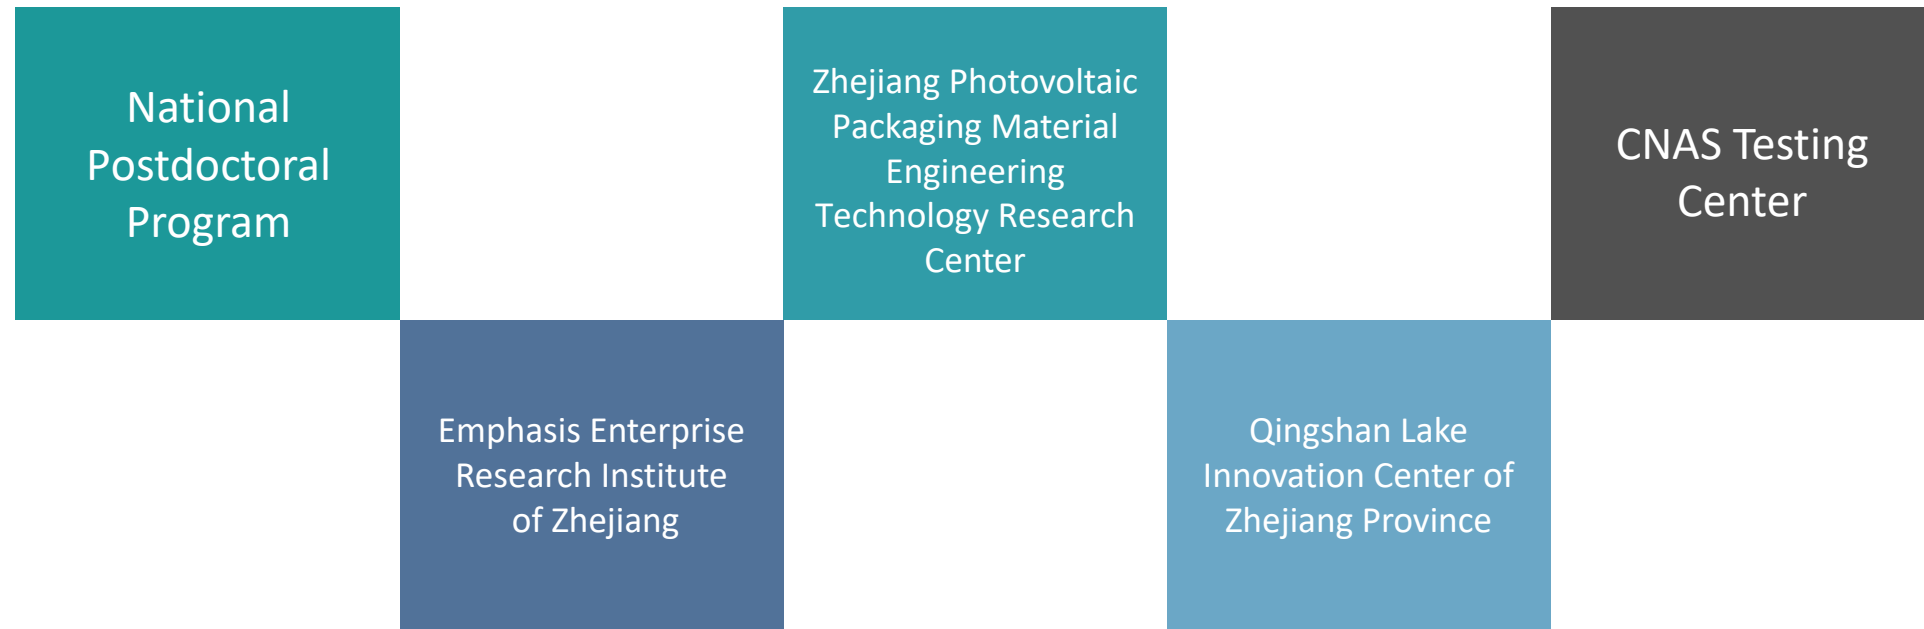 National
Postdoctoral
Program
Emphasis Enterprise
Research Institute
of Zhejiang
Zhejiang Photovoltaic
Packaging Material
Engineering
Technology Research
Center
Qingshan Lake
Innovation Center of
Zhejiang Province
CNAS Testing
Center